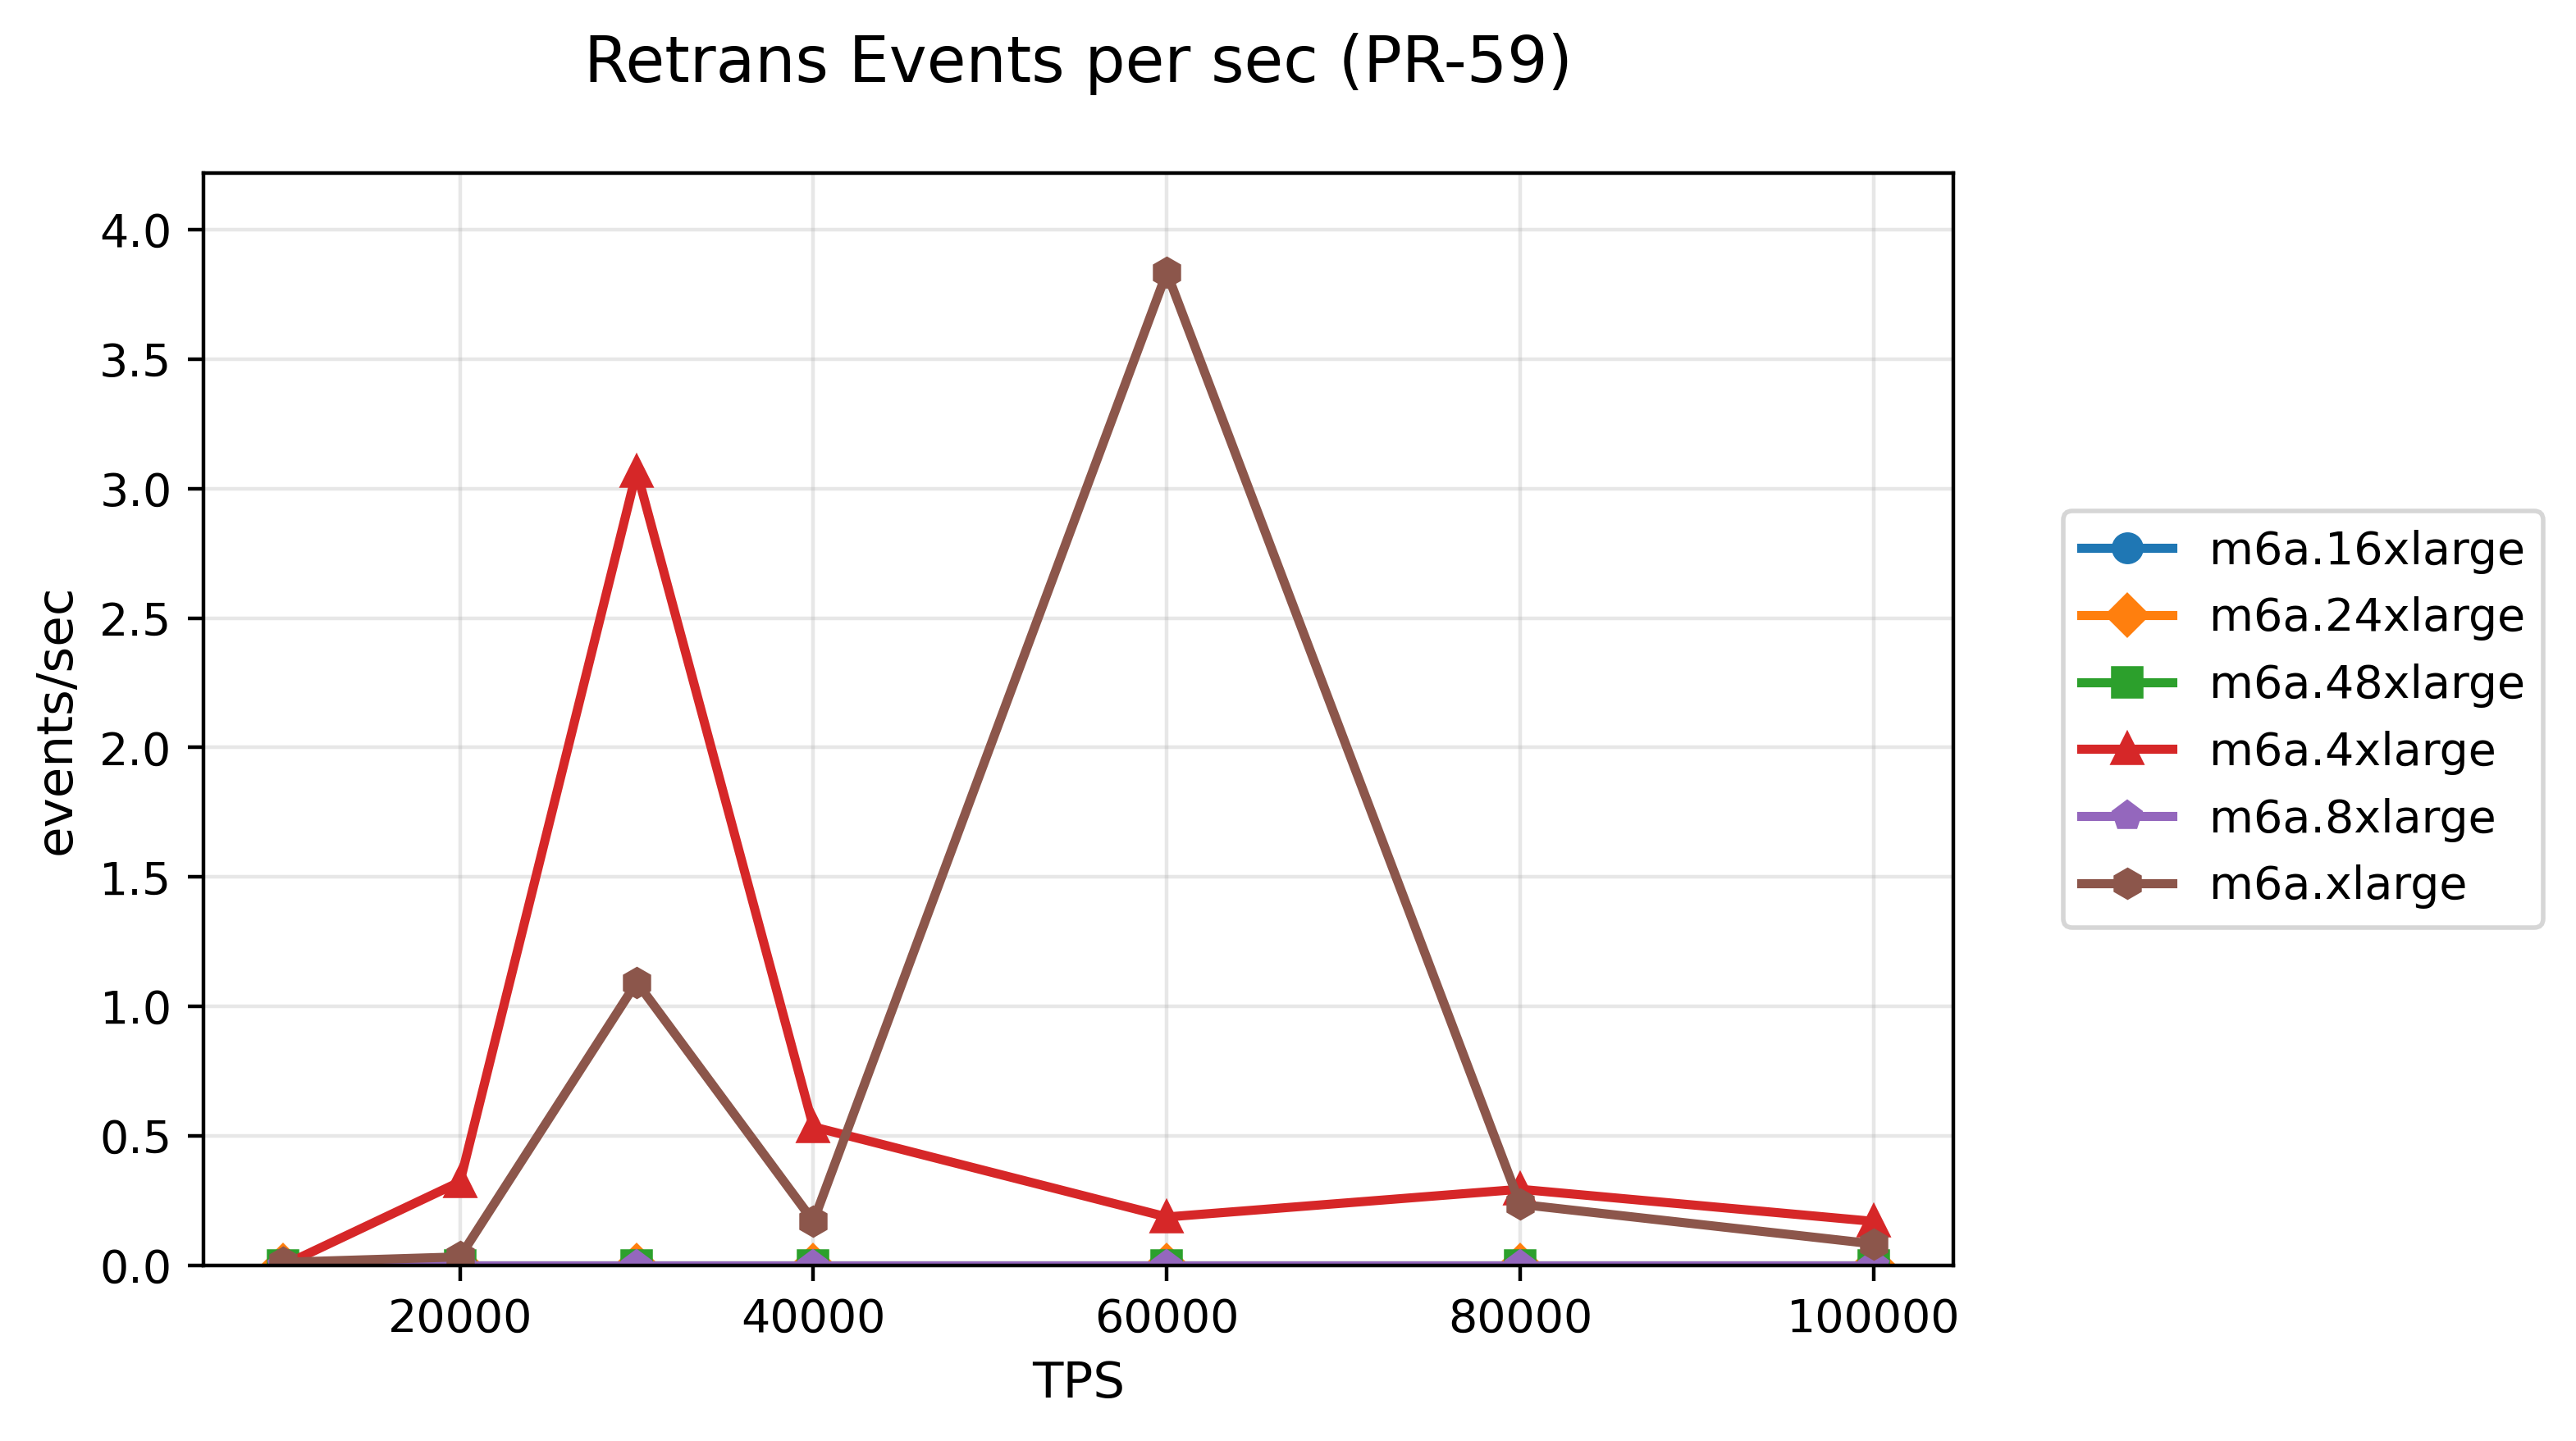 Retrans Events per sec (PR-59)
4.0
3.5
3.0
2.5
2.0
1.5
1.0
0.5
0.0
events/sec
20000 40000 60000 80000 100000
TPS
m6a.16xlarge
m6a.24xlarge
m6a.48xlarge
m6a.4xlarge
m6a.8xlarge
m6a.xlarge